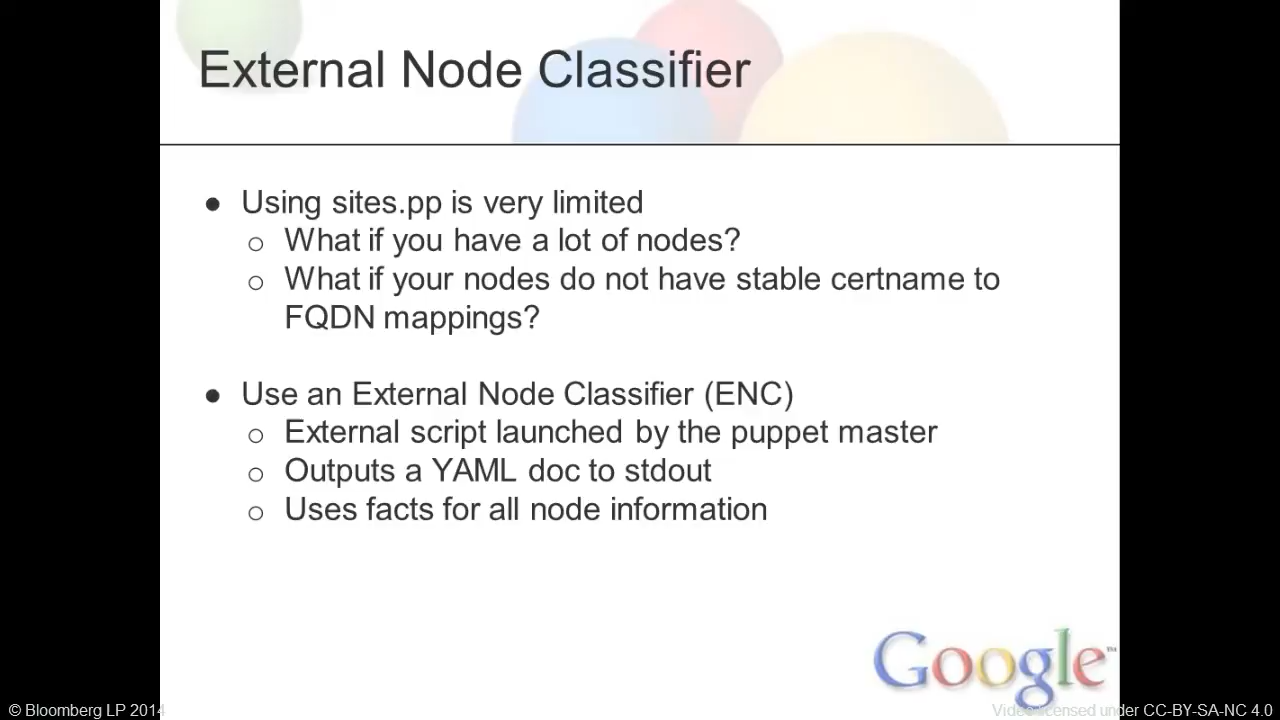 External Node Classifier
● Using sites.pp is very limited
○ What if you have a lot of nodes?
○ What if your nodes do not have stable certname to
FQDN mappings?
● Use an External Node Classifier (ENC)
○ External script launched by the puppet master
○ Outputs a YAML doc to stdout
○ Uses facts for all node information
Google™
© Bloomberg LP 2014
Video licensed under CC-BY-SA-NC 4.0